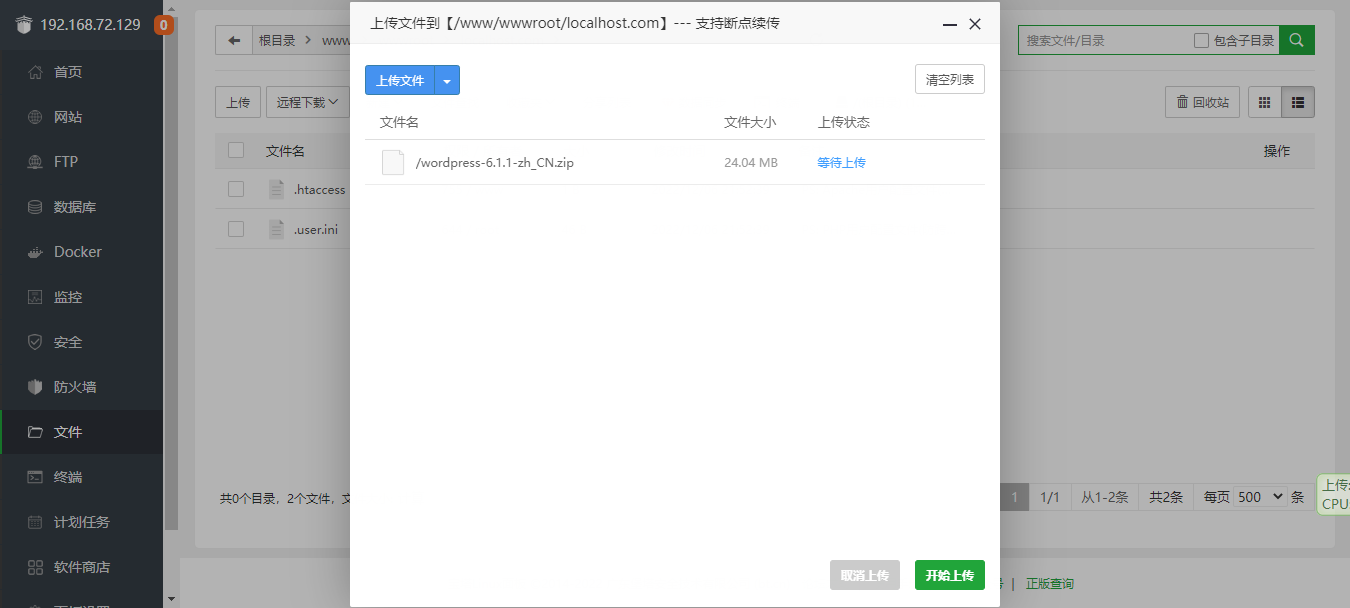 192.168.72.129 0
首页
网站
FTP
数据库
Docker
监控
安全
防火墙
文件
终端
计划任务
软件商店
根目录 > www
搜索文件/目录 包含子目录
上传 远程下载 回收站
文件名 操作
.htaccess
.user.ini
共0个目录，2个文件，文
1 1/1 从1-2条 共2条 每页 500 条
上传
CPU
| 正版查询
上传文件到【/www/wwwroot/localhost.com】--- 支持断点续传
上传文件 清空列表
文件名 文件大小 上传状态
/wordpress-6.1.1-zh_CN.zip 24.04 MB 等待上传
取消上传 开始上传